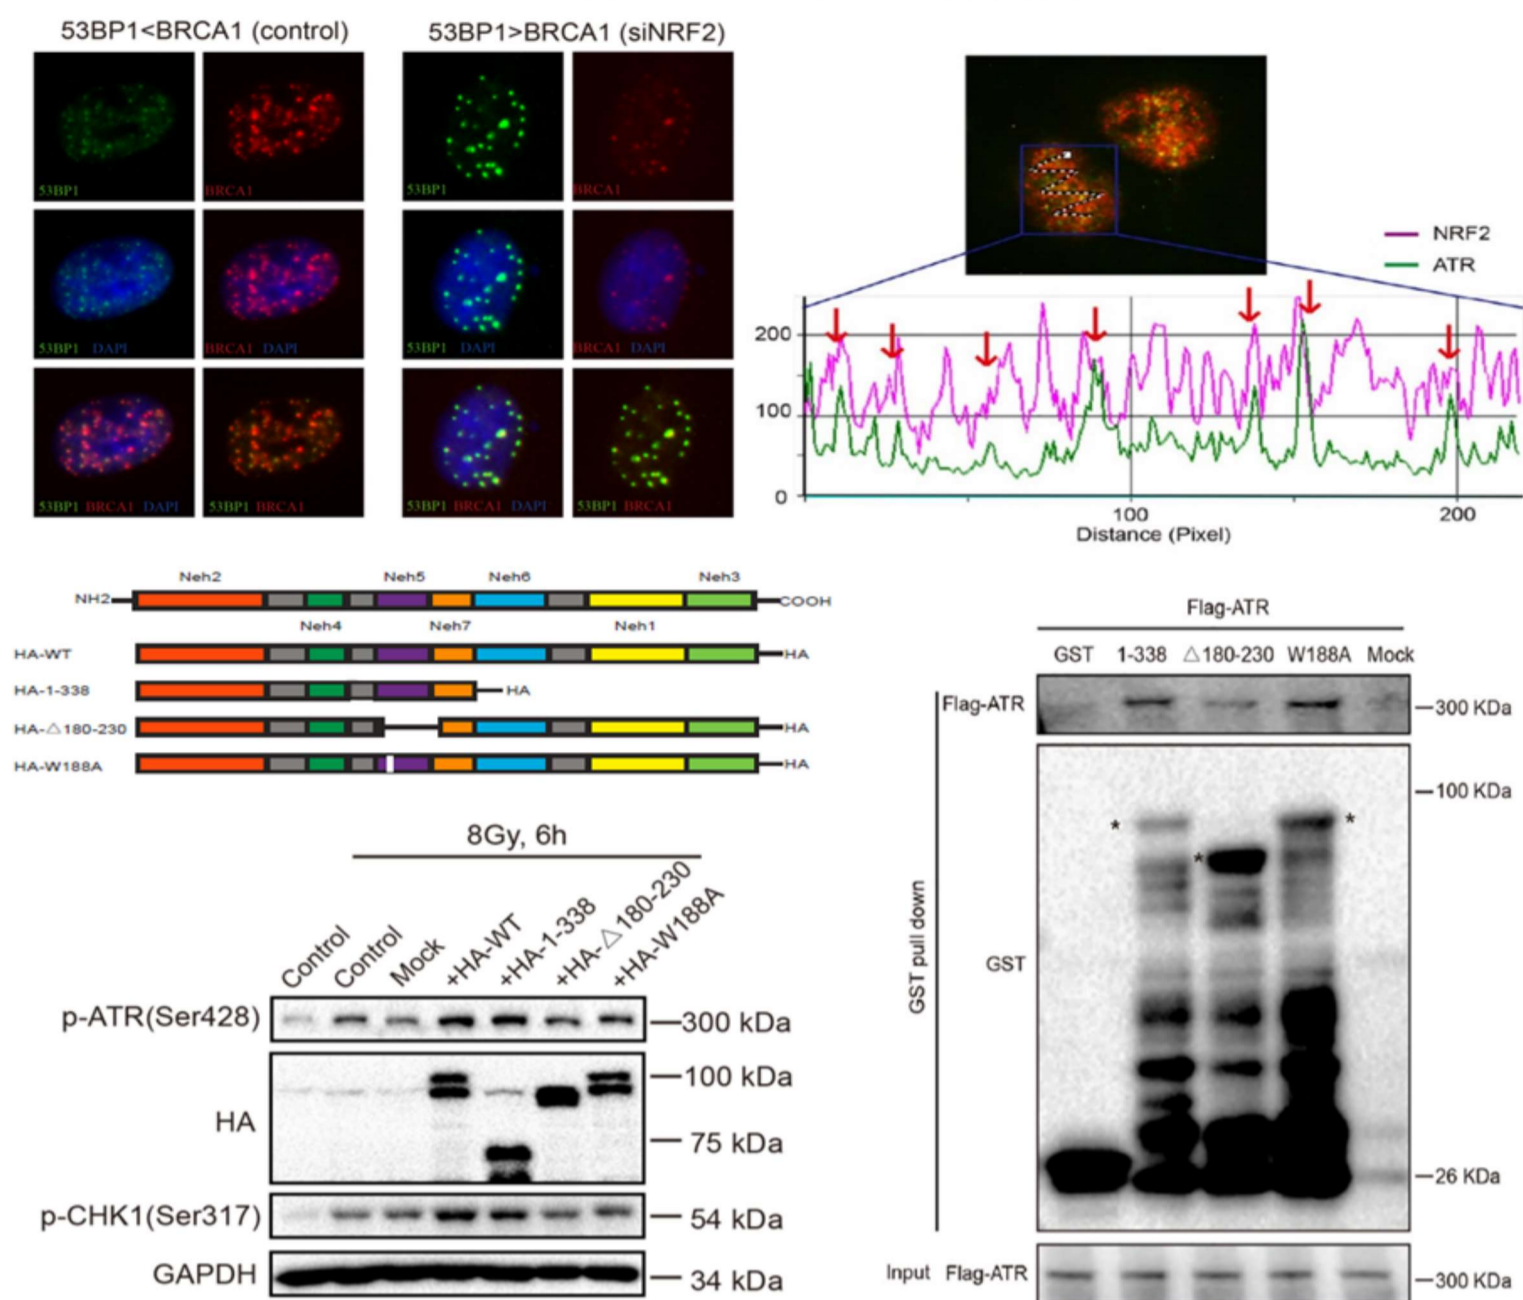 53BP1<BRCA1 (control)
53BP1>BRCA1 (siNRF2)
53BP1
BRCA1
53BP1
BRCA1
53BP1 DAPI
BRCA1 DAPI
53BP1 DAPI
BRCA1 DAPI
53BP1 BRCA1 DAPI
53BP1 BRCA1
53BP1 BRCA1 DAPI
53BP1 BRCA1
NRF2
ATR
200
100
0
100
200
Distance (Pixel)
Neh2
Neh5
Neh6
Neh3
NH2
COOH
Neh4
Neh7
Neh1
HA-WT
HA
HA-1-338
HA
HA-△180-230
HA
HA-W188A
HA
8Gy, 6h
Control
Control
Mock
+HA-WT
+HA-1-338
+HA-△180-230
+HA-W188A
p-ATR(Ser428)
300 kDa
HA
100 kDa
75 kDa
p-CHK1(Ser317)
54 kDa
GAPDH
34 kDa
Flag-ATR
GST 1-338 △180-230 W188A Mock
Flag-ATR
300 KDa
100 KDa
*
*
*
GST pull down
GST
26 KDa
Input Flag-ATR
300 KDa